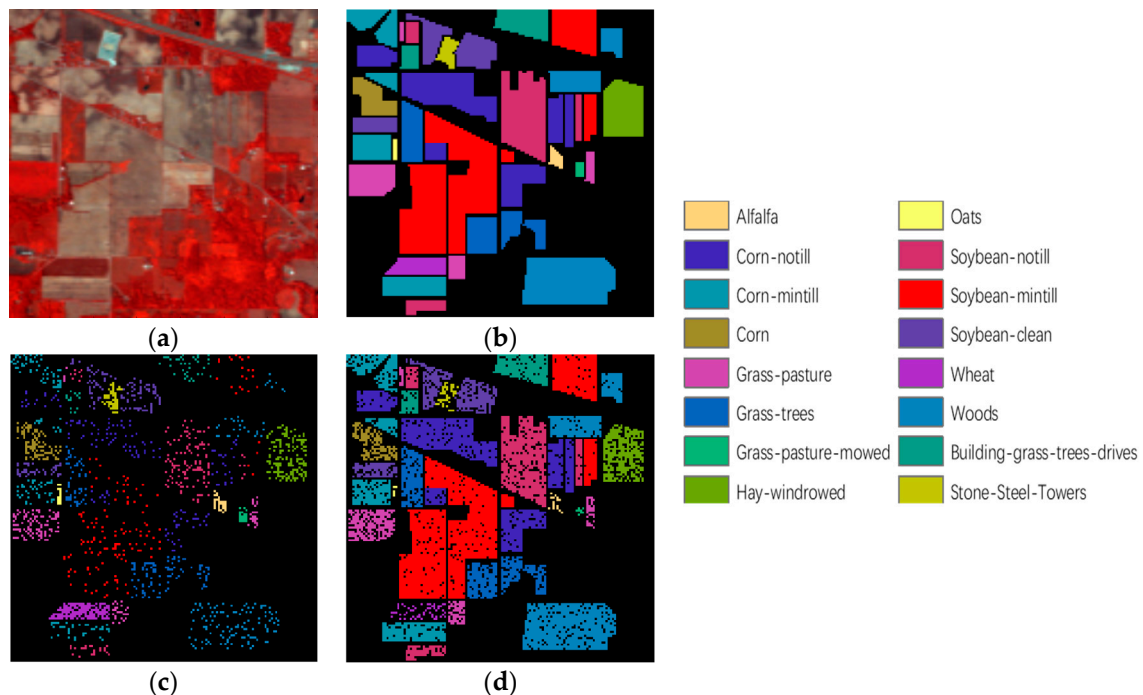 (a)
(b)
Alfalfa
Oats
Corn-notill
Soybean-notill
Corn-mintill
Soybean-mintill
Corn
Soybean-clean
Grass-pasture
Wheat
Grass-trees
Woods
Grass-pasture-mowed
Building-grass-trees-drives
Hay-windrowed
Stone-Steel-Towers
(c)
(d)